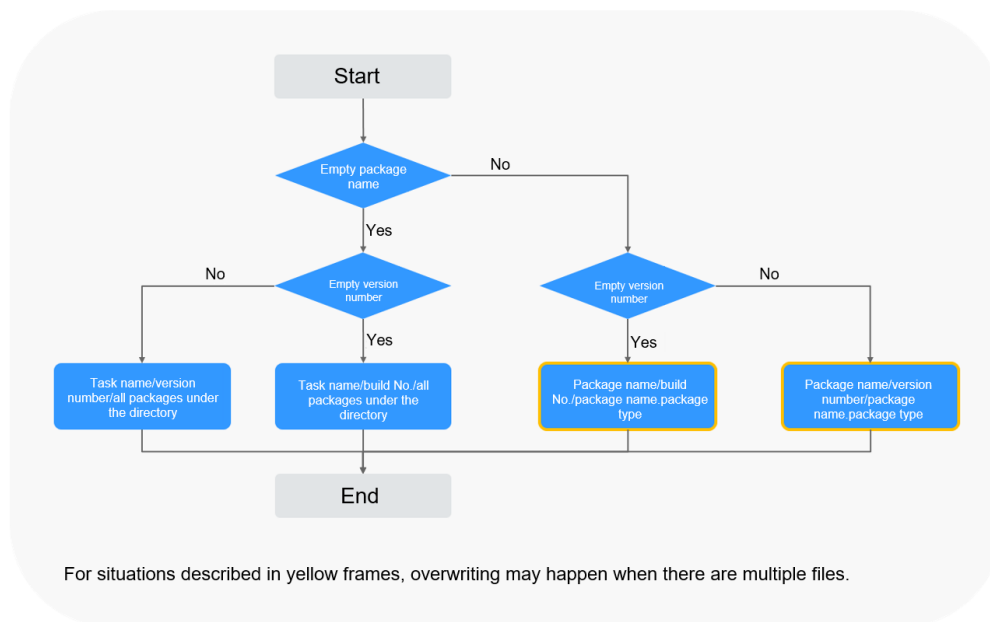 Start
Empty package
name
No
Yes
Empty version
number
No
Yes
Empty version
number
No
Yes
Task name/version
number/all packages under
the directory
Task name/build No./all
packages under the
directory
Package name/build
No./package name.package
type
Package name/version
number/package
name.package type
End
For situations described in yellow frames, overwriting may happen when there are multiple files.